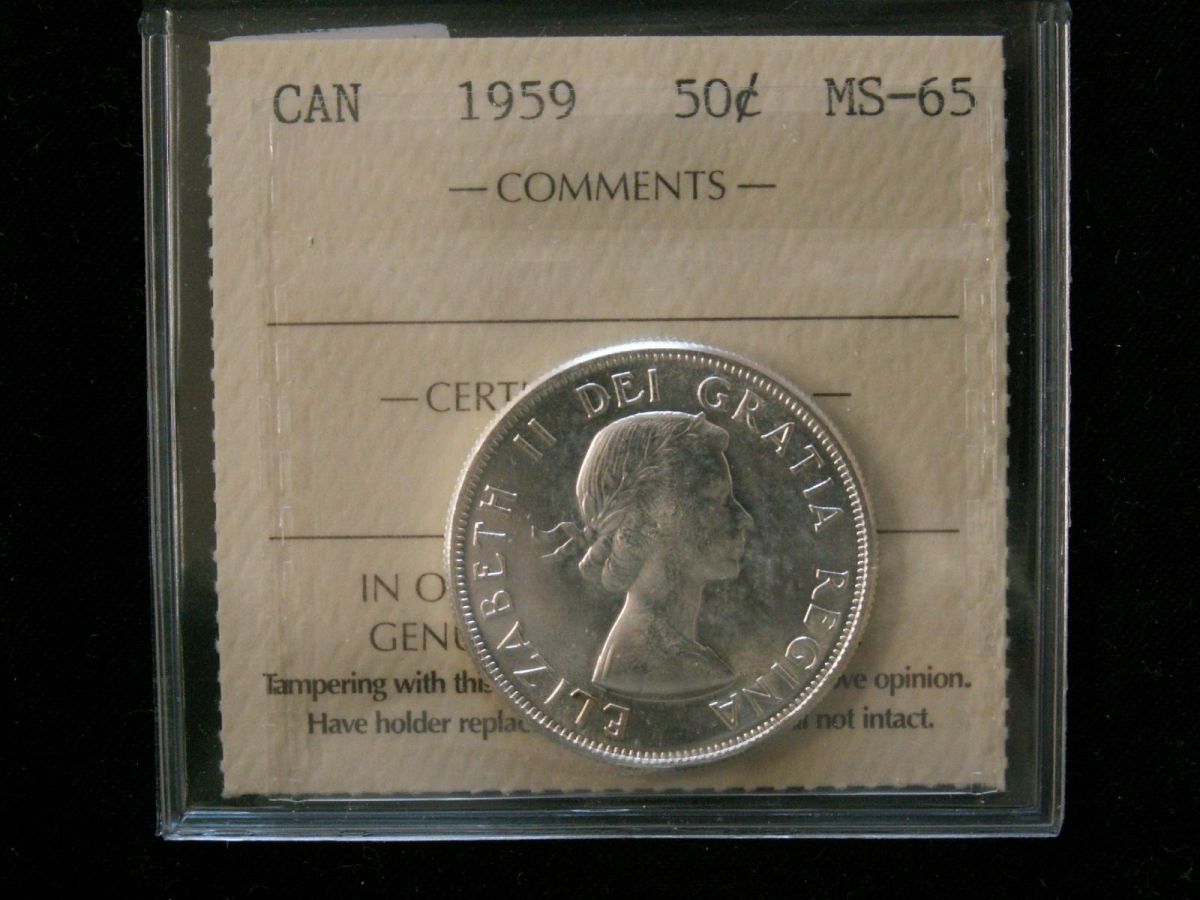 CAN 1959 50¢ MS-65
— COMMENTS —
— CERT —
IN O
GENU
Tampering with this ve opinion.
Have holder replac not intact.
ELIZABETH II DEI GRATIA REGINA